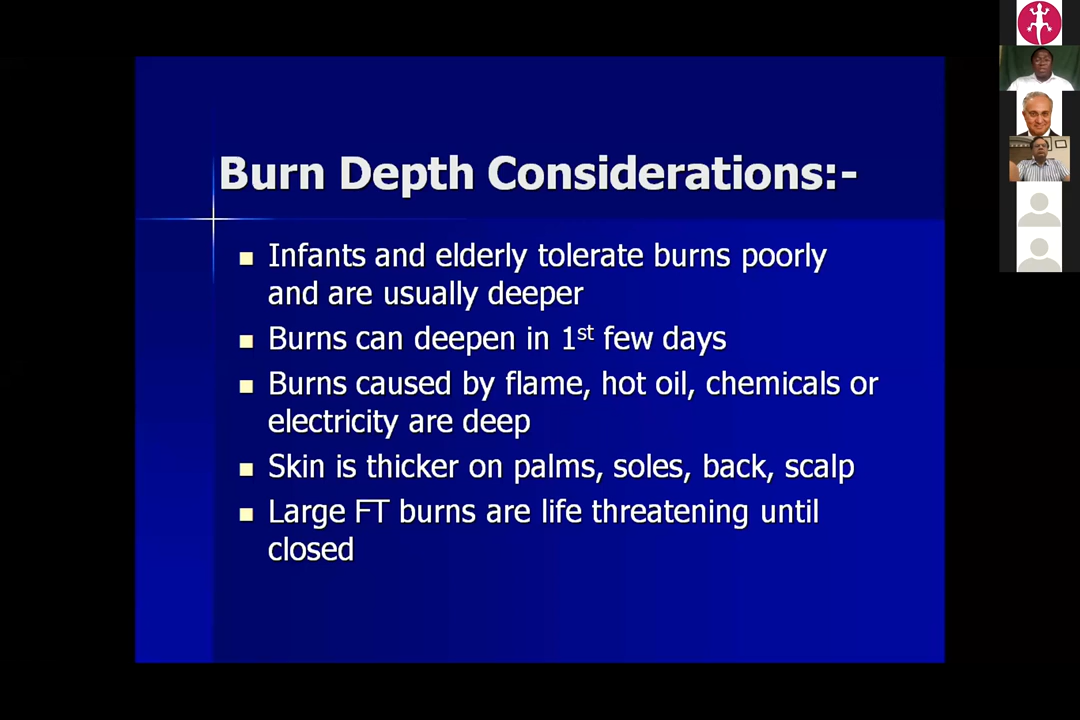 Burn Depth Considerations:-
Infants and elderly tolerate burns poorly
and are usually deeper
Burns can deepen in 1st few days
Burns caused by flame, hot oil, chemicals or
electricity are deep
Skin is thicker on palms, soles, back, scalp
Large FT burns are life threatening until
closed